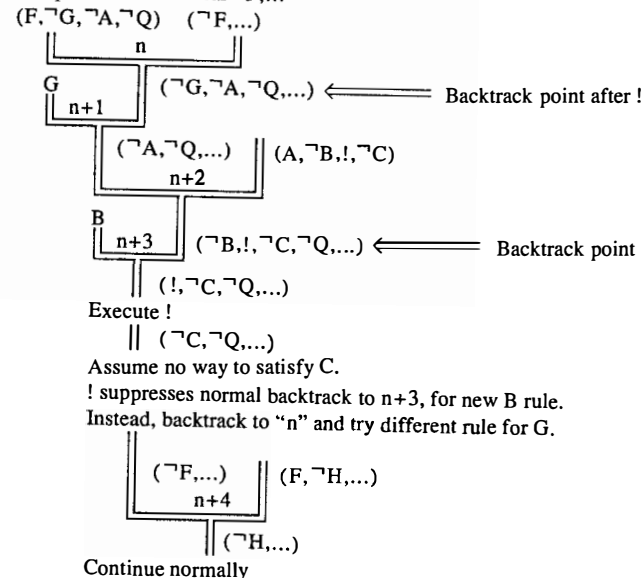 (F,¬G,¬A,¬Q) (¬F,...)
n
G
n+1
(¬G,¬A,¬Q,...) Backtrack point after !
(¬A,¬Q,...) (A,¬B,!,¬C)
n+2
B
n+3
(¬B,!,¬C,¬Q,...) Backtrack point
(!,¬C,¬Q,...)
Execute !
(¬C,¬Q,...)
Assume no way to satisfy C.
! suppresses normal backtrack to n+3, for new B rule.
Instead, backtrack to “n” and try different rule for G.
(¬F,...) (F,¬H,...)
n+4
(¬H,...)
Continue normally